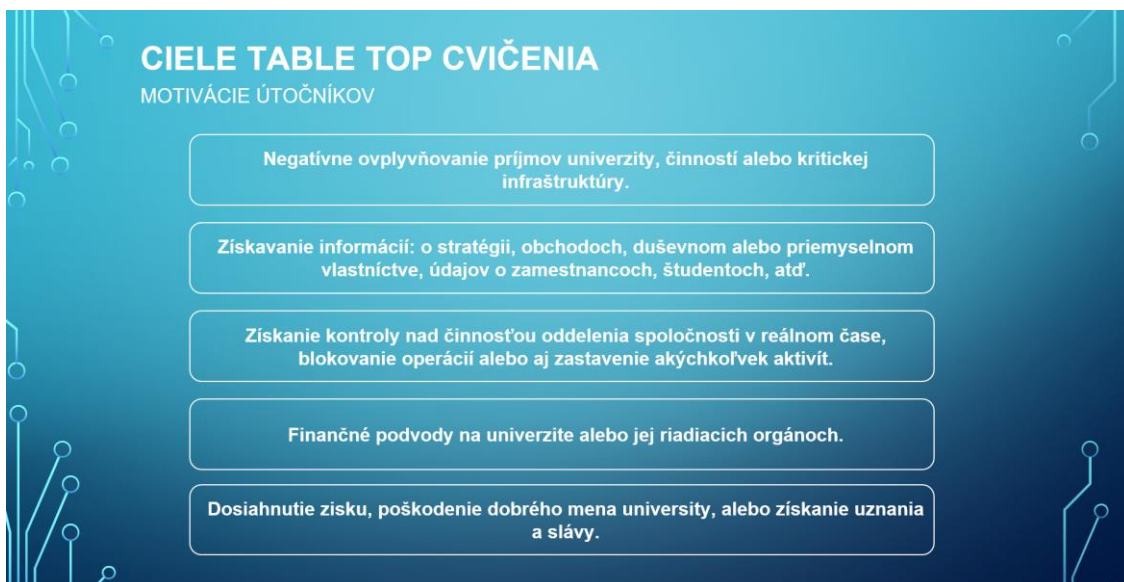 CIELE TABLE TOP CVIČENIA
MOTIVÁCIE ÚTOČNÍKOV
Negatívne ovplyvňovanie príjmov univerzity, činností alebo kritickej
infraštruktúry.
Získavanie informácií: o stratégii, obchodoch, duševnom alebo priemyselnom
vlastníctve, údajov o zamestnancoch, študentoch, atď.
Získanie kontroly nad činnosťou oddelenia spoločnosti v reálnom čase,
blokovanie operácií alebo aj zastavenie akýchkoľvek aktivít.
Finančné podvody na univerzite alebo jej riadiacich orgánoch.
Dosiahnutie zisku, poškodenie dobrého mena university, alebo získanie uznania
a slávy.